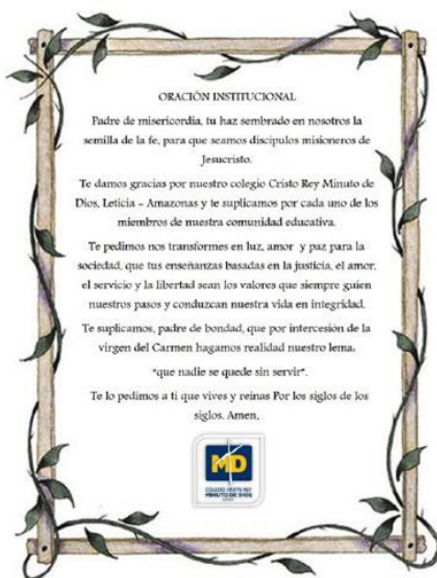 ORACIÓN INSTITUCIONAL
Padre de misericordia, tu haz sembrado en nosotros la
semilla de la fe, para que seamos discípulos misioneros de
Jesucristo.
Te damos gracias por nuestro colegio Cristo Rey Minuto de
Dios, Leticia – Amazonas y te suplicamos por cada uno de los
miembros de nuestra comunidad educativa.
Te pedimos nos transformes en luz, amor y paz para la
sociedad, que tus enseñanzas basadas en la justicia, el amor,
el servicio y la libertad sean los valores que siempre guíen
nuestros pasos y conduzcan nuestra vida en integridad.
Te suplicamos, padre de bondad, que por intercesión de la
virgen del Carmen hagamos realidad nuestro lema.
"que nadie se quede sin servir".
Te lo pedimos a ti que vives y reinas Por los siglos de los
siglos. Amen.
MD
COLEGIO CRISTO REY
MINUTO DE DIOS